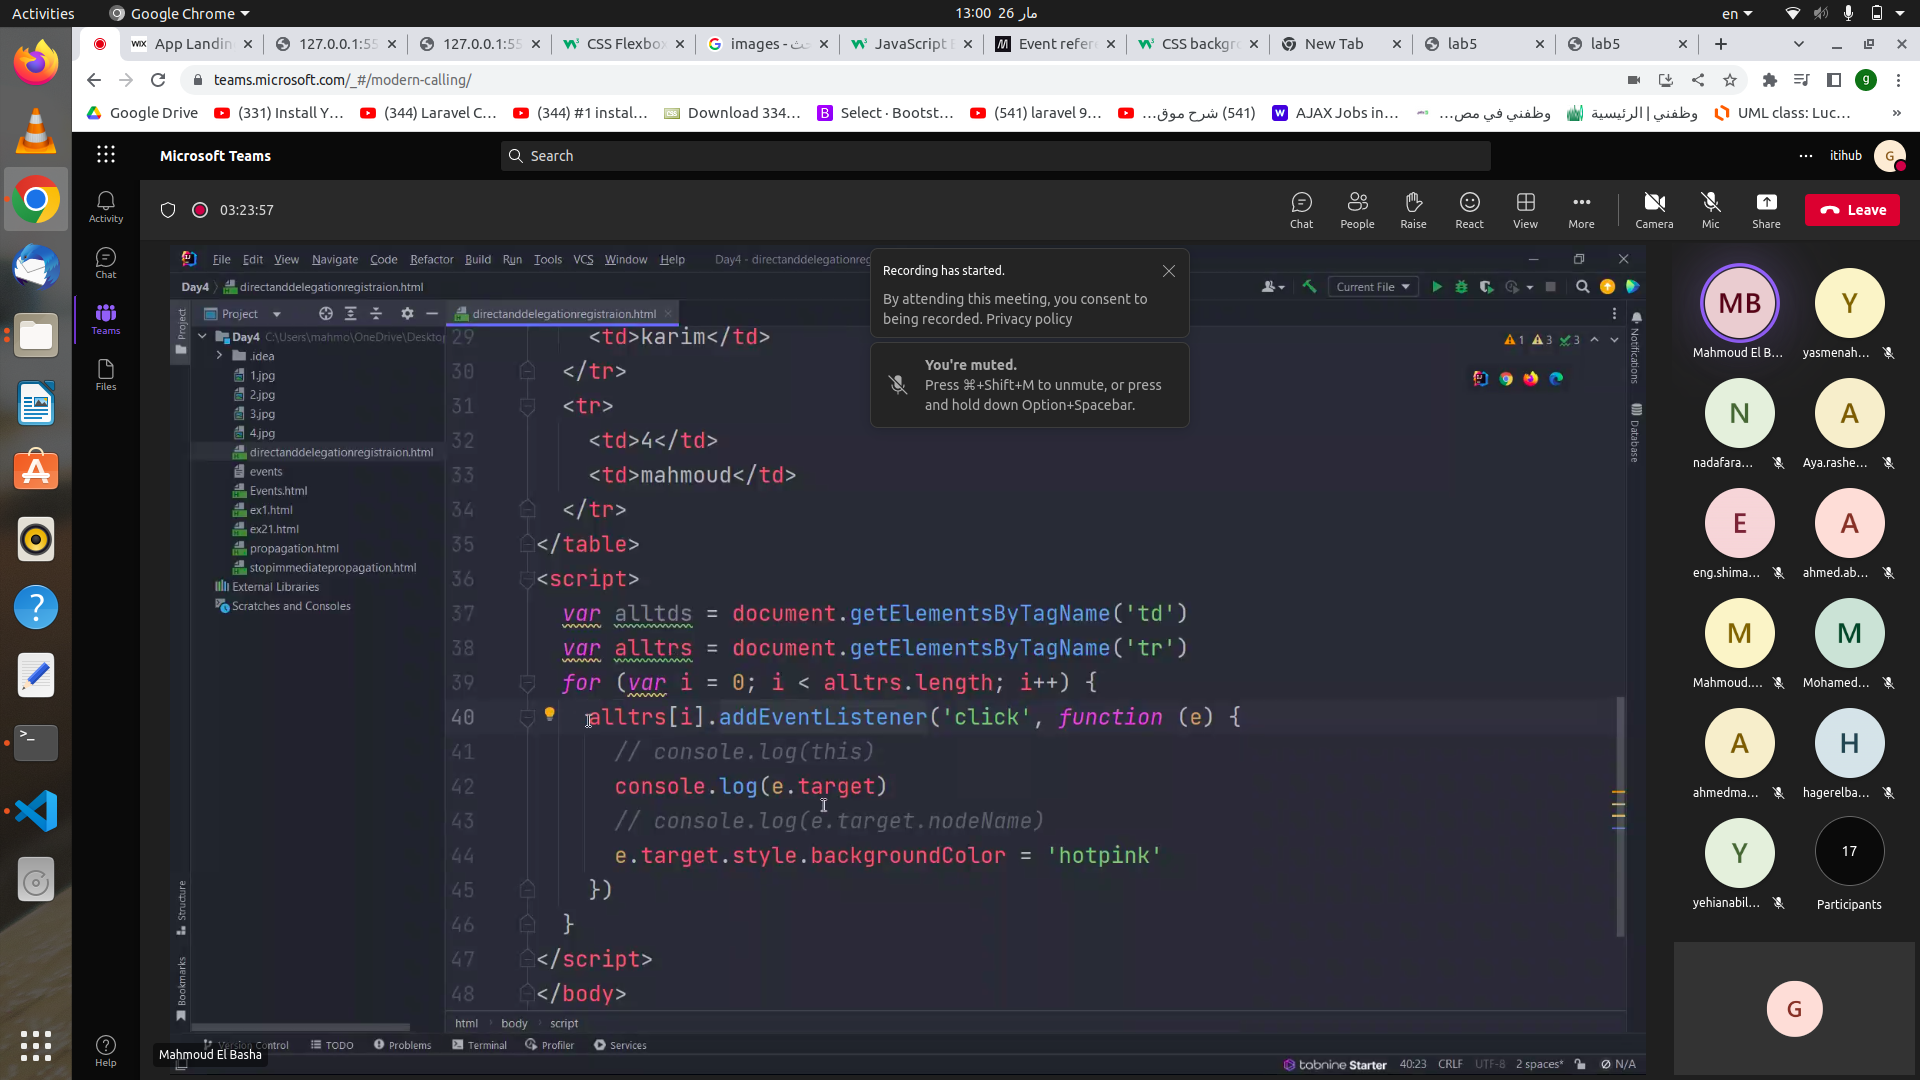 Activities
Google Chrome
13:00 26 مار
en
App Landin
127.0.0.1:55
127.0.0.1:55
CSS Flexbo
images - بحث
JavaScript E
Event refer
CSS backgr
New Tab
lab5
lab5
teams.microsoft.com/_#/modern-calling/
g
Google Drive
(331) Install Y...
(344) Laravel C...
(344) #1 instal...
Download 334...
Select · Bootst...
(541) laravel 9...
(541) شرح موق...
AJAX Jobs in...
وظفني في مص...
وظفني | الرئيسية
UML class: Luc...
»
Microsoft Teams
Search
itihub
G
Activity
Chat
Teams
Files
Help
03:23:57
Chat
People
Raise
React
View
More
Camera
Mic
Share
Leave
File Edit View Navigate Code Refactor Build Run Tools VCS Window Help
Day4 - directanddelegationreg
Recording has started.
By attending this meeting, you consent to
being recorded. Privacy policy
You're muted.
Press ⌘+Shift+M to unmute, or press
and hold down Option+Spacebar.
Day4 directanddelegationregistraion.html
Current File
Project
directanddelegationregistraion.html
Project
Day4 C:\Users\mahmo\OneDrive\Deskto
.idea
1.jpg
2.jpg
3.jpg
4.jpg
directanddelegationregistraion.html
events
Events.html
ex1.html
ex21.html
propagation.html
stopimmediatepropagation.html
External Libraries
Scratches and Consoles
Structure
Bookmarks
Notifications
Database
1 3 3
29 <td>karim</td>
30 </tr>
31 <tr>
32 <td>4</td>
33 <td>mahmoud</td>
34 </tr>
35 </table>
36 <script>
37 var alltds = document.getElementsByTagName('td')
38 var alltrs = document.getElementsByTagName('tr')
39 for (var i = 0; i < alltrs.length; i++) {
40 alltrs[i].addEventListener('click', function (e) {
41 // console.log(this)
42 console.log(e.target)
43 // console.log(e.target.nodeName)
44 e.target.style.backgroundColor = 'hotpink'
45 })
46 }
47 </script>
48 </body>
html body script
Version Control
TODO
Problems
Terminal
Profiler
Services
Mahmoud El Basha
tabnine Starter
40:23 CRLF UTF-8 2 spaces* N/A
MB
Mahmoud El B...
Y
yasmenah...
N
nadafara...
A
Aya.rashe...
E
eng.shima...
A
ahmed.ab...
M
Mahmoud....
M
Mohamed...
A
ahmedma...
H
hagerelba...
Y
yehianabil...
17
Participants
G